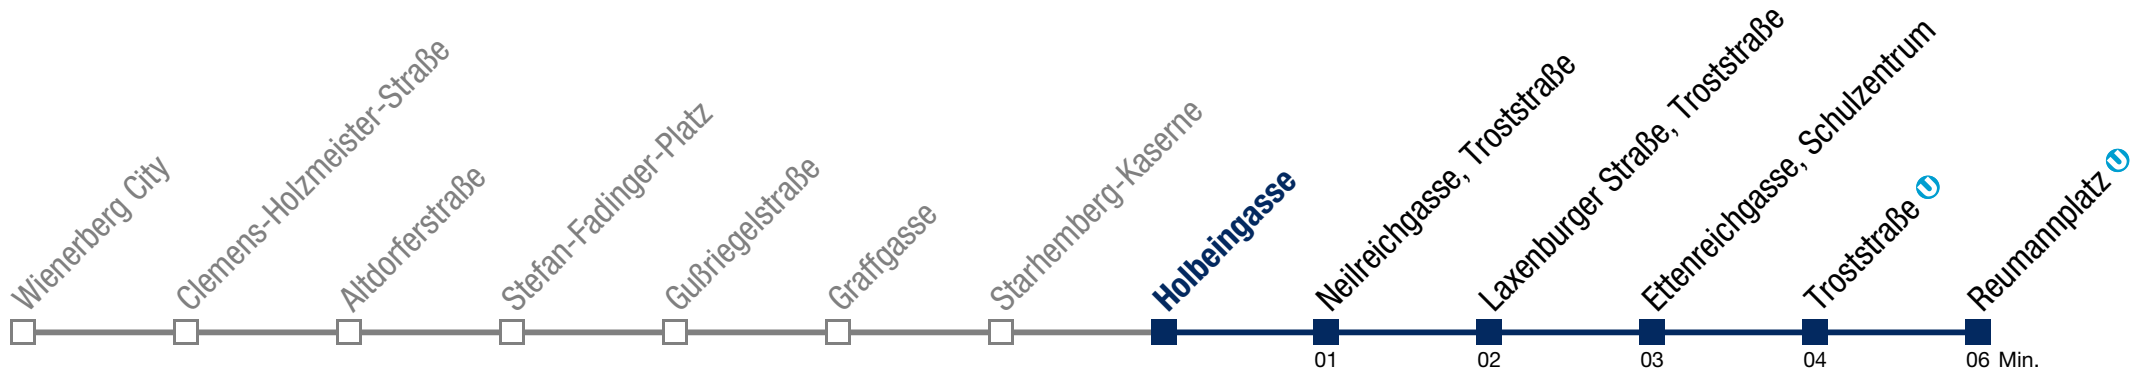 Wienerberg City
Clemens-Holzmeister-Straße
Altdorferstraße
Stefan-Fadinger-Platz
Gußriegelstraße
Graffgasse
Starhemberg-Kaserne
Holbeingasse
Neilreichgasse, Troststraße
Laxenburger Straße, Troststraße
Ettenreichgasse, Schulzentrum
Troststraße U
Reumannplatz U
01 02 03 04 06 Min.